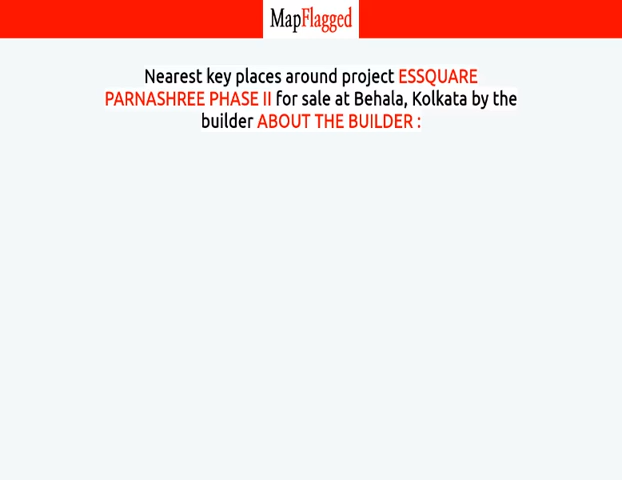 MapFlagged
Nearest key places around project ESSQUARE
PARNASHREE PHASE II for sale at Behala, Kolkata by the
builder ABOUT THE BUILDER :